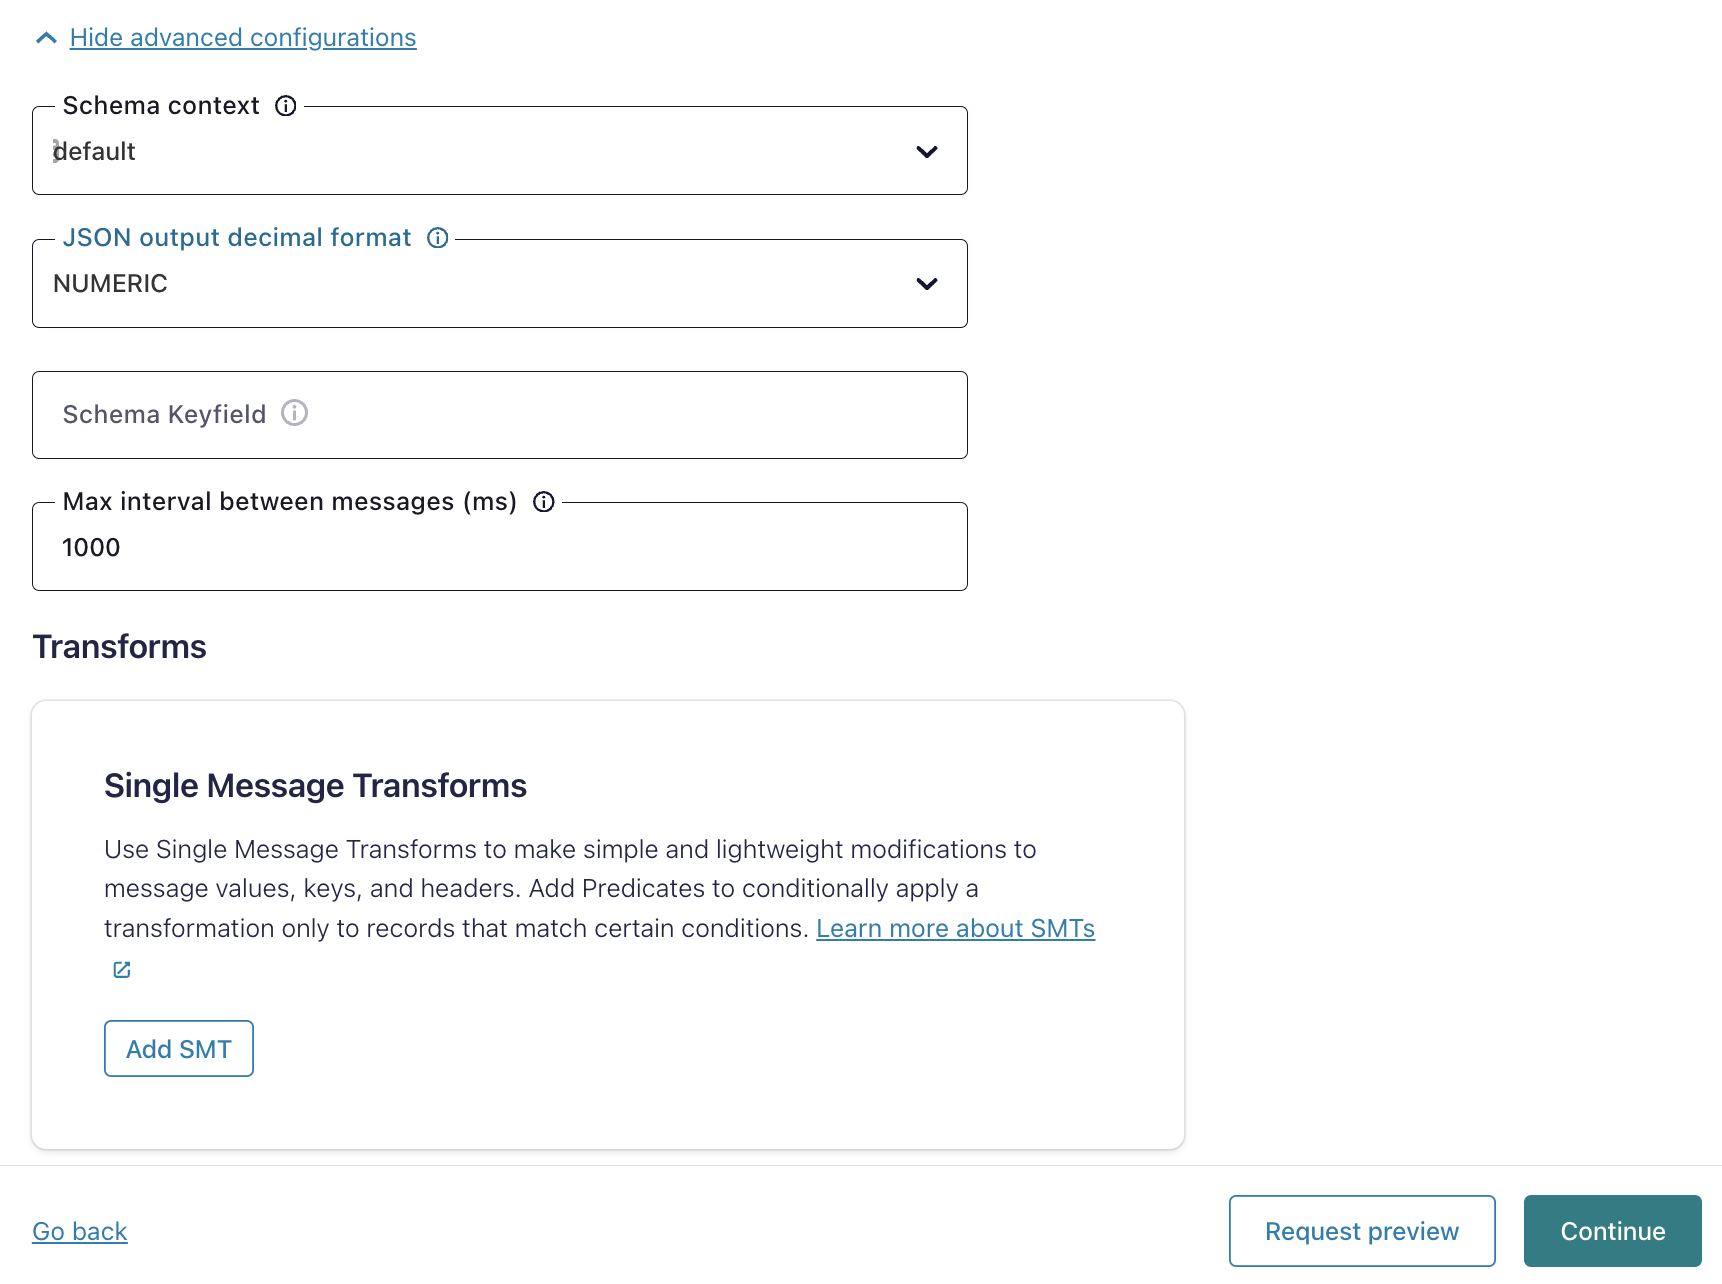 Hide advanced configurations
Schema context
default
JSON output decimal format
NUMERIC
Schema Keyfield
Max interval between messages (ms)
1000
Transforms
Single Message Transforms
Use Single Message Transforms to make simple and lightweight modifications to
message values, keys, and headers. Add Predicates to conditionally apply a
transformation only to records that match certain conditions. Learn more about SMTs
Add SMT
Go back
Request preview
Continue